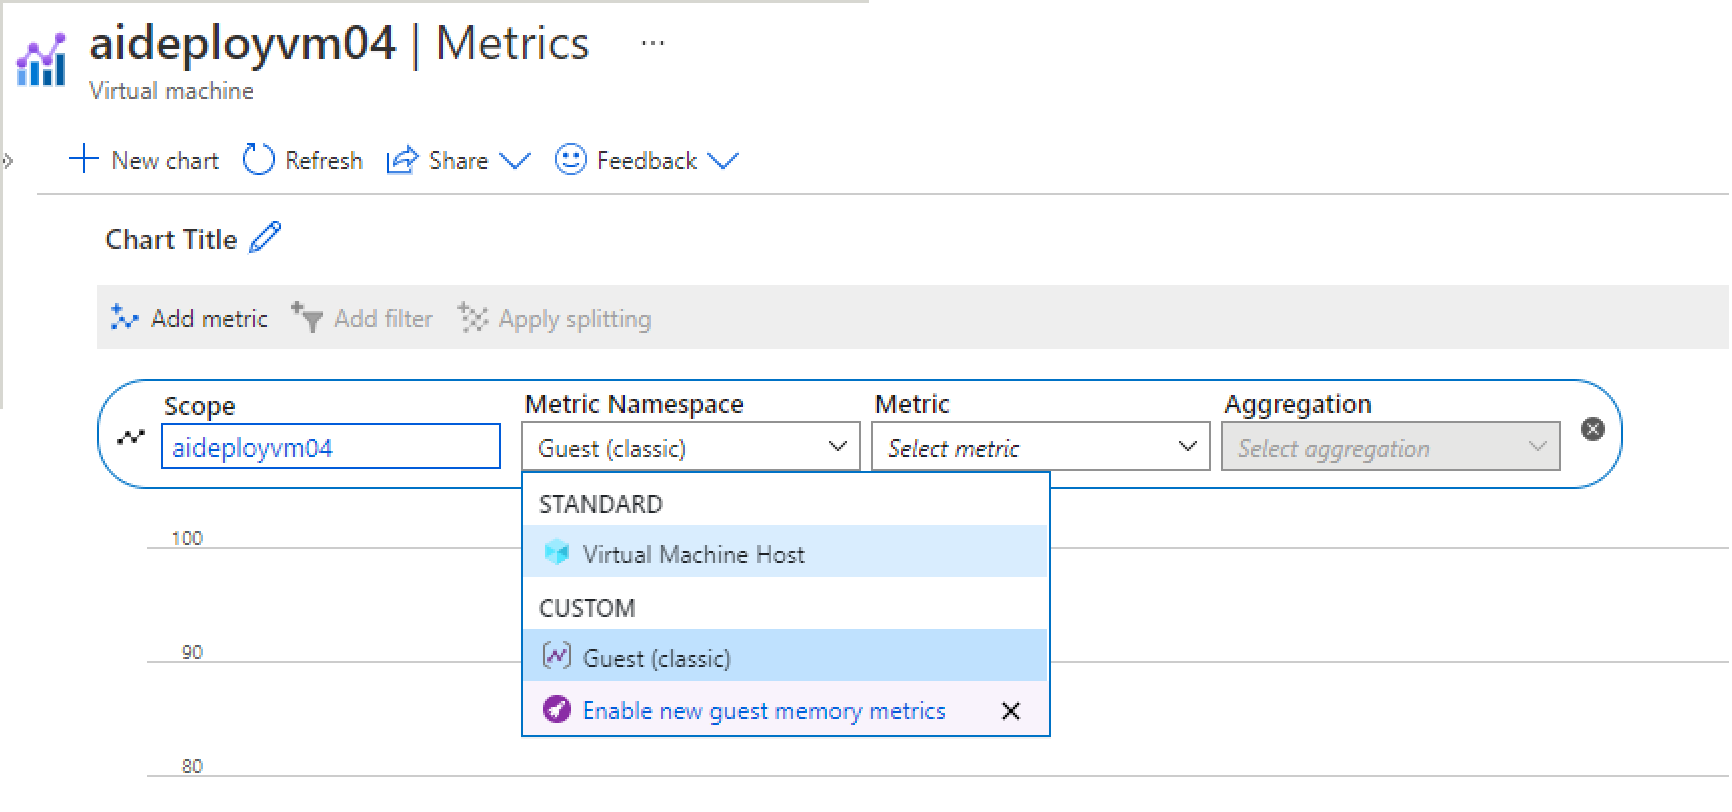 aideployvm04 | Metrics ...
Virtual machine
New chart Refresh Share Feedback
Chart Title
Add metric Add filter Apply splitting
Scope Metric Namespace Metric Aggregation
aideployvm04 Guest (classic) Select metric Select aggregation
STANDARD
100
Virtual Machine Host
CUSTOM
90
Guest (classic)
Enable new guest memory metrics
80